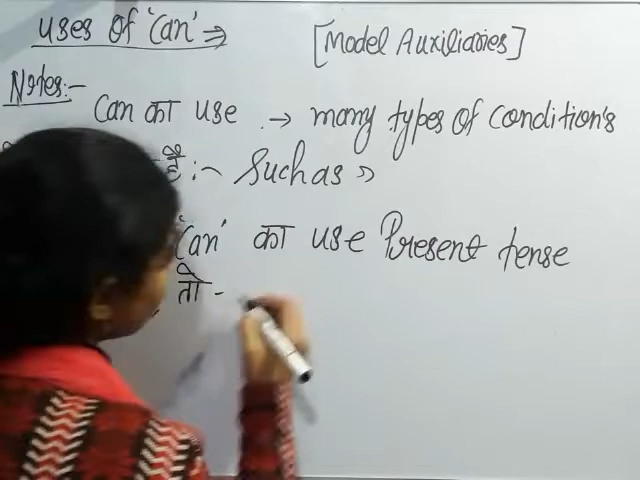 uses of 'Can' ⇒ [Model Auxiliaries]
Notes:-
Can का use → many types of Condition's
है :- Such as
'Can' का use Present tense
तो -